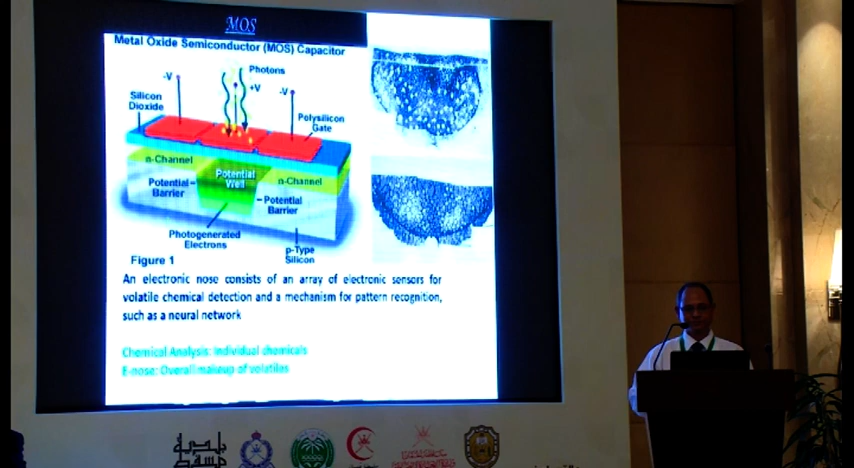 MOS
Metal Oxide Semiconductor (MOS) Capacitor
Photons
-V
+V
-V
Silicon
Dioxide
Polysilicon
Gate
n-Channel
Potential
Well
n-Channel
Potential
Barrier
Potential
Barrier
Photogenerated
Electrons
p-Type
Silicon
Figure 1
An electronic nose consists of an array of electronic sensors for
volatile chemical detection and a mechanism for pattern recognition,
such as a neural network
Chemical Analysis: Individual chemicals
E-nose: Overall makeup of volatiles
بلدية
مسقط